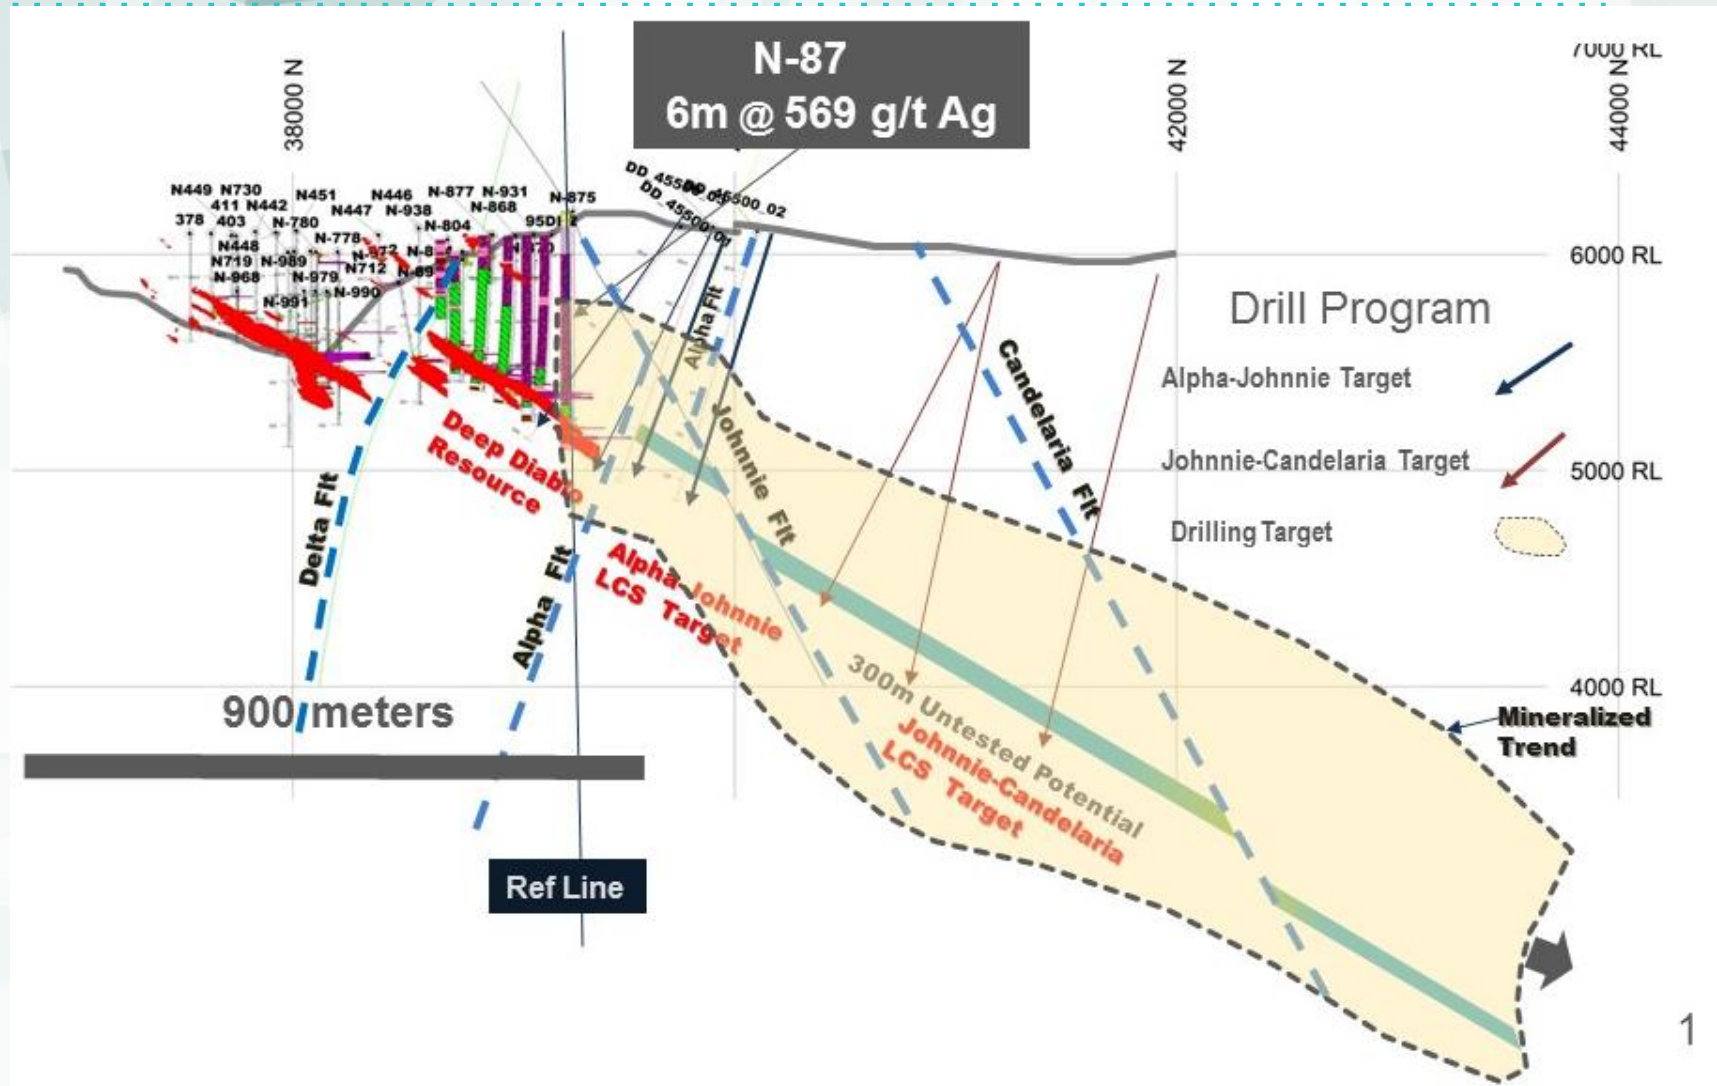 N-87
6m @ 569 g/t Ag
38000 N
42000 N
44000 N
7000 RL
6000 RL
5000 RL
4000 RL
N449 N730
411 N442
378 403
N-780
N451
N447
N446
N-938
N-877 N-931
N-868
N-804
N-875
DD_45500_02
N-778
N448
N719 N-989
N-968
N-979
N712
N-991
N-990
Drill Program
Alpha-Johnnie Target
Johnnie-Candelaria Target
Drilling Target
Alpha Flt
Johnnie Flt
Candelaria Flt
Delta Flt
Alpha Flt
Deep Diablo
Resource
Alpha-Johnnie
LCS Target
300m Untested Potential
Johnnie-Candelaria
LCS Target
Mineralized
Trend
900 meters
Ref Line
1